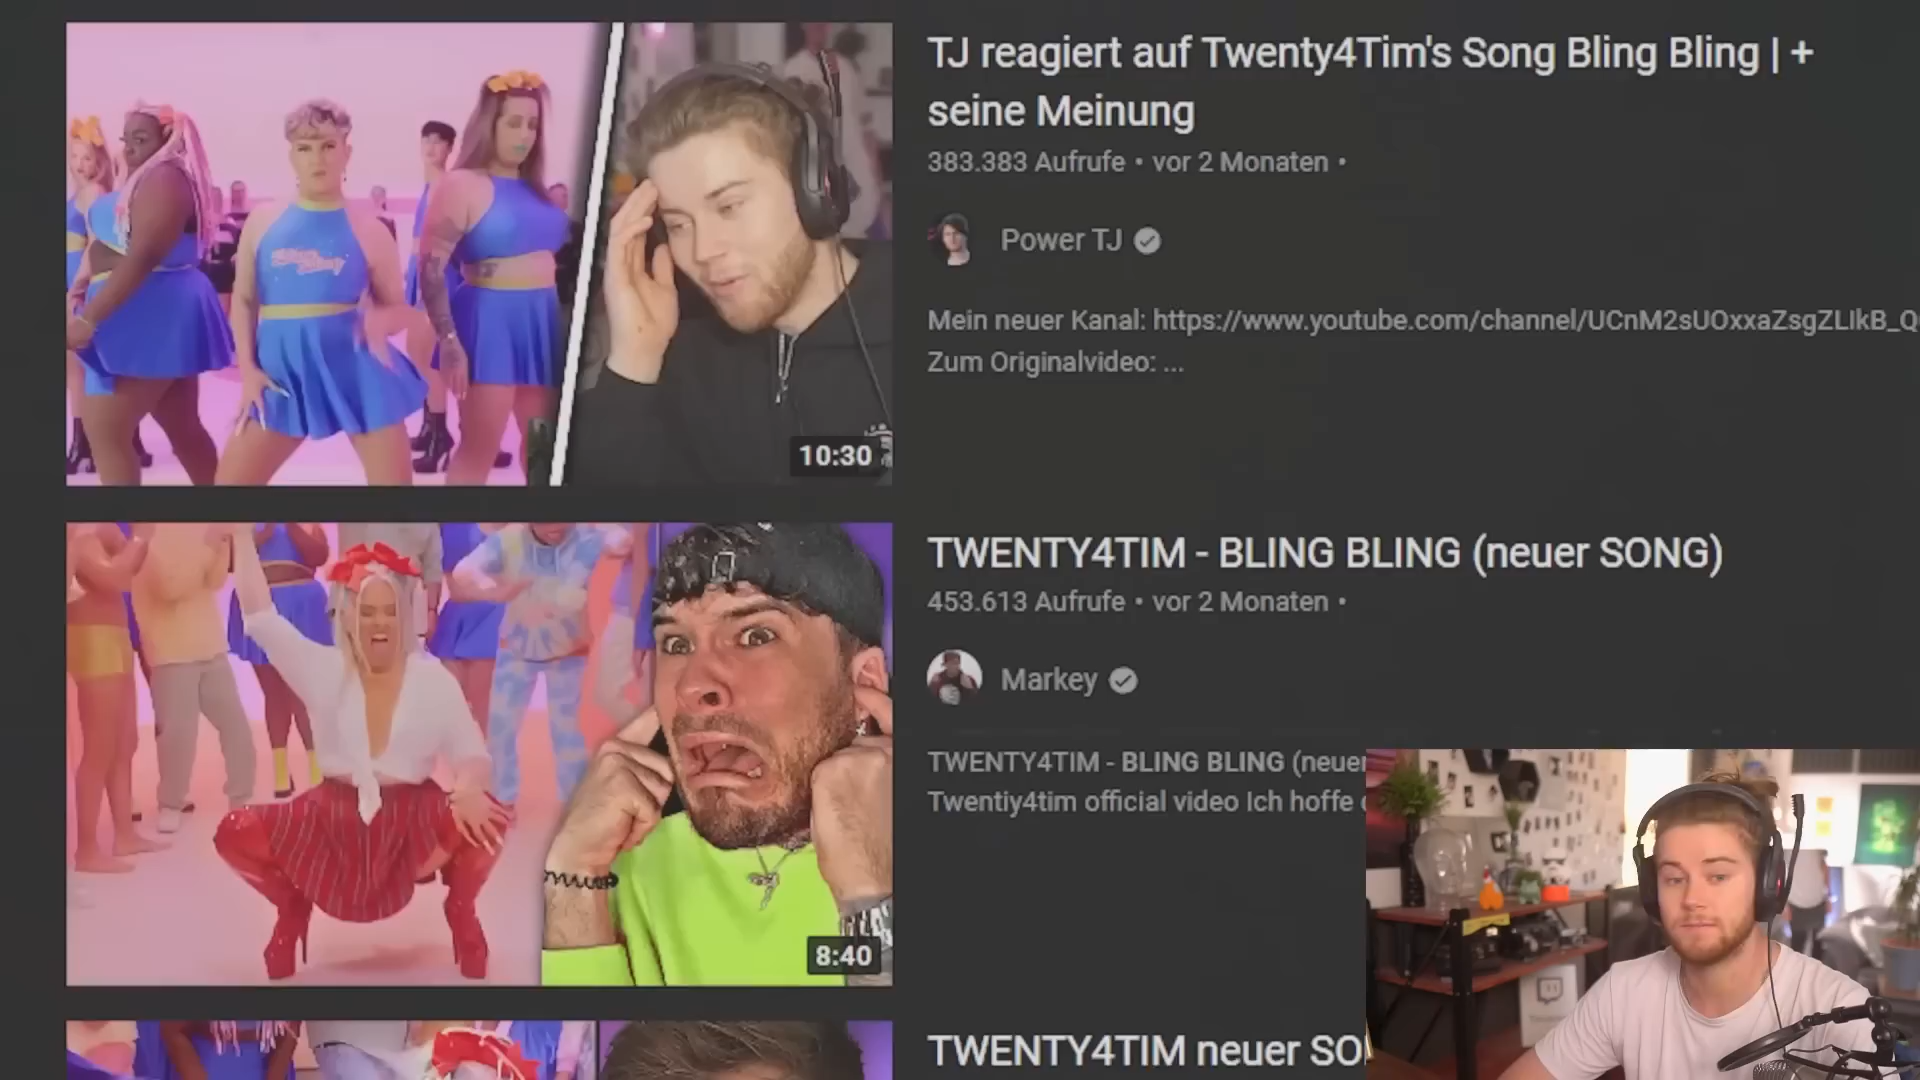 TJ reagiert auf Twenty4Tim's Song Bling Bling | +
seine Meinung
383.383 Aufrufe • vor 2 Monaten •
Power TJ
Mein neuer Kanal: https://www.youtube.com/channel/UCnM2sUOxxaZsgZLIkB_Q
Zum Originalvideo: ...
10:30
TWENTY4TIM - BLING BLING (neuer SONG)
453.613 Aufrufe • vor 2 Monaten •
Markey
TWENTY4TIM - BLING BLING (neuer
Twentiy4tim official video Ich hoffe
8:40
TWENTY4TIM neuer SO